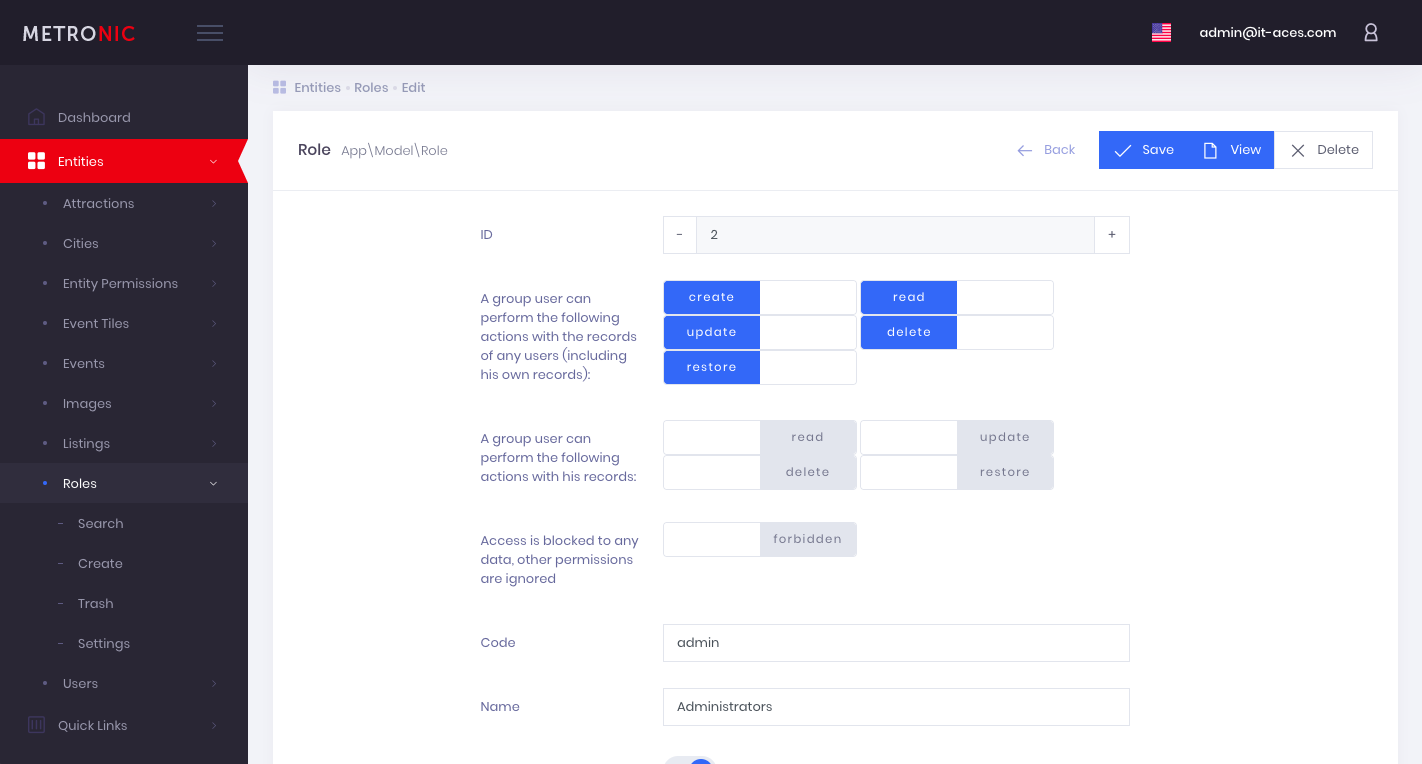 METRONIC
admin@it-aces.com
Dashboard
Entities
Attractions
Cities
Entity Permissions
Event Tiles
Events
Images
Listings
Roles
- Search
- Create
- Trash
- Settings
Users
Quick Links
Entities Roles Edit
Role App\Model\Role
Back
Save
View
Delete
ID
- 2 +
A group user can
perform the following
actions with the records
of any users (including
his own records):
create read
update delete
restore
A group user can
perform the following
actions with his records:
read update
delete restore
Access is blocked to any
data, other permissions
are ignored
forbidden
Code
admin
Name
Administrators